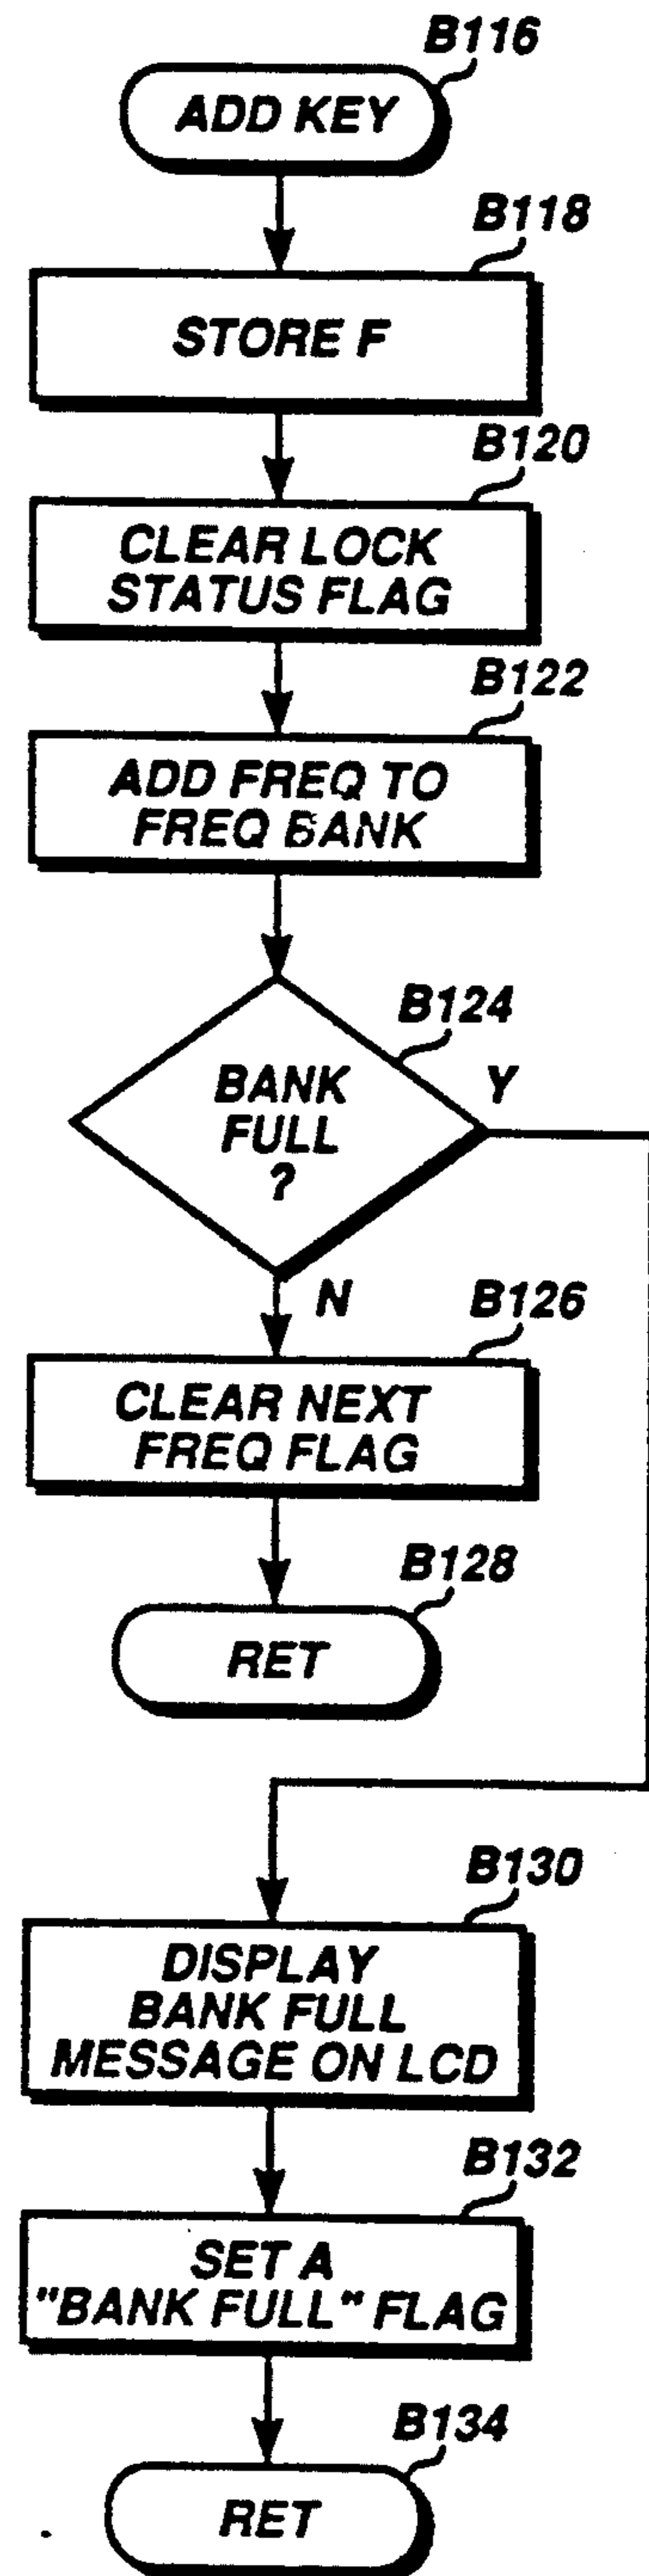 B116
ADD KEY
B118
STORE F
B120
CLEAR LOCK
STATUS FLAG
B122
ADD FREQ TO
FREQ BANK
B124
BANK
FULL
?
Y
N
B126
CLEAR NEXT
FREQ FLAG
B128
RET
B130
DISPLAY
BANK FULL
MESSAGE ON LCD
B132
SET A
"BANK FULL" FLAG
B134
RET